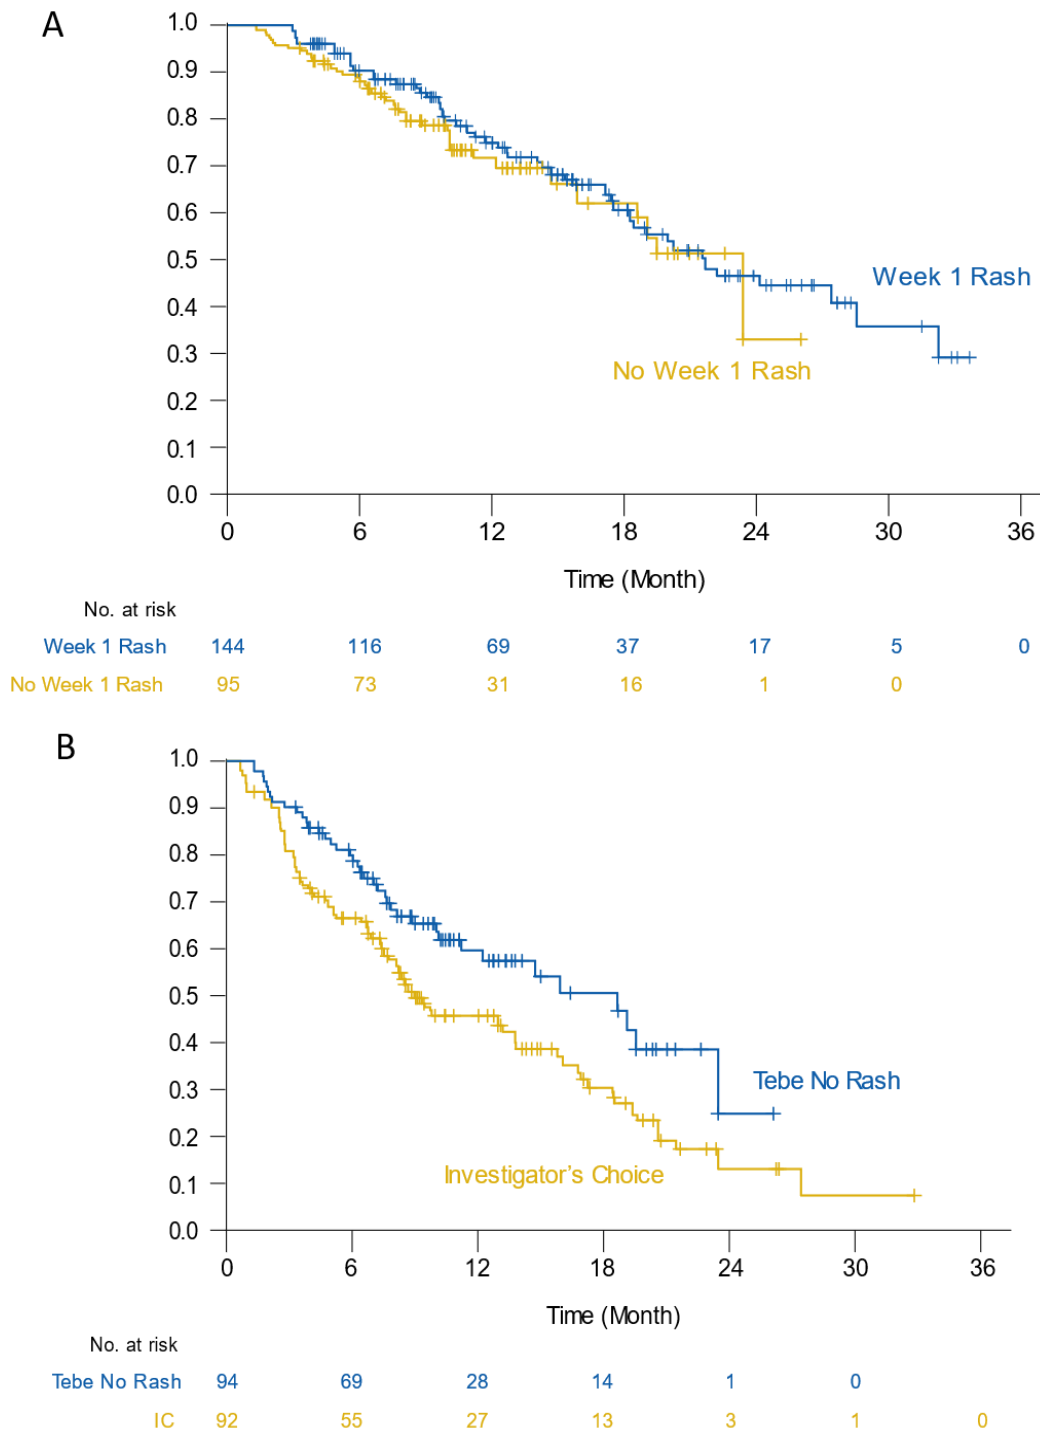 A
1.0
0.9
0.8
0.7
0.6
0.5
0.4
0.3
0.2
0.1
0.0
Week 1 Rash
No Week 1 Rash
0 6 12 18 24 30 36
Time (Month)
No. at risk
Week 1 Rash 144 116 69 37 17 5 0
No Week 1 Rash 95 73 31 16 1 0
B
1.0
0.9
0.8
0.7
0.6
0.5
0.4
0.3
0.2
0.1
0.0
Tebe No Rash
Investigator's Choice
0 6 12 18 24 30 36
Time (Month)
No. at risk
Tebe No Rash 94 69 28 14 1 0
IC 92 55 27 13 3 1 0